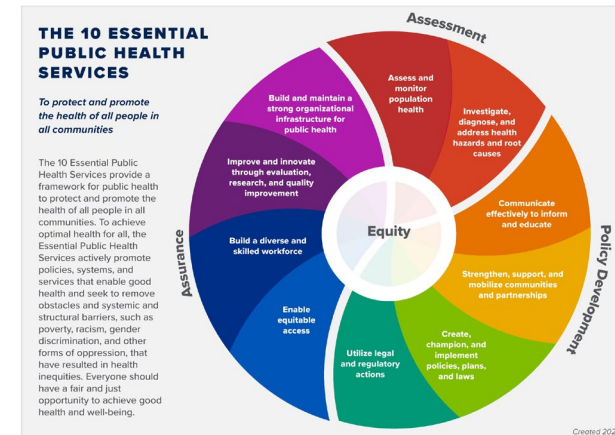 THE 10 ESSENTIAL
PUBLIC HEALTH
SERVICES
To protect and promote
the health of all people in
all communities
The 10 Essential Public
Health Services provide a
framework for public health
to protect and promote the
health of all people in all
communities. To achieve
optimal health for all, the
Essential Public Health
Services actively promote
policies, systems, and
services that enable good
health and seek to remove
obstacles and systemic and
structural barriers, such as
poverty, racism, gender
discrimination, and other
forms of oppression, that
have resulted in health
inequities. Everyone should
have a fair and just
opportunity to achieve good
health and well-being.
Assessment
Assess and
monitor
population
health
Investigate,
diagnose, and
address health
hazards and root
causes
Policy Development
Communicate
effectively to inform
and educate
Strengthen, support, and
mobilize communities
and partnerships
Create,
champion, and
implement
policies, plans,
and laws
Utilize legal
and regulatory
actions
Assurance
Enable
equitable
access
Build a diverse and
skilled workforce
Improve and innovate
through evaluation,
research, and quality
improvement
Build and maintain a
strong organizational
infrastructure for
public health
Equity
Created